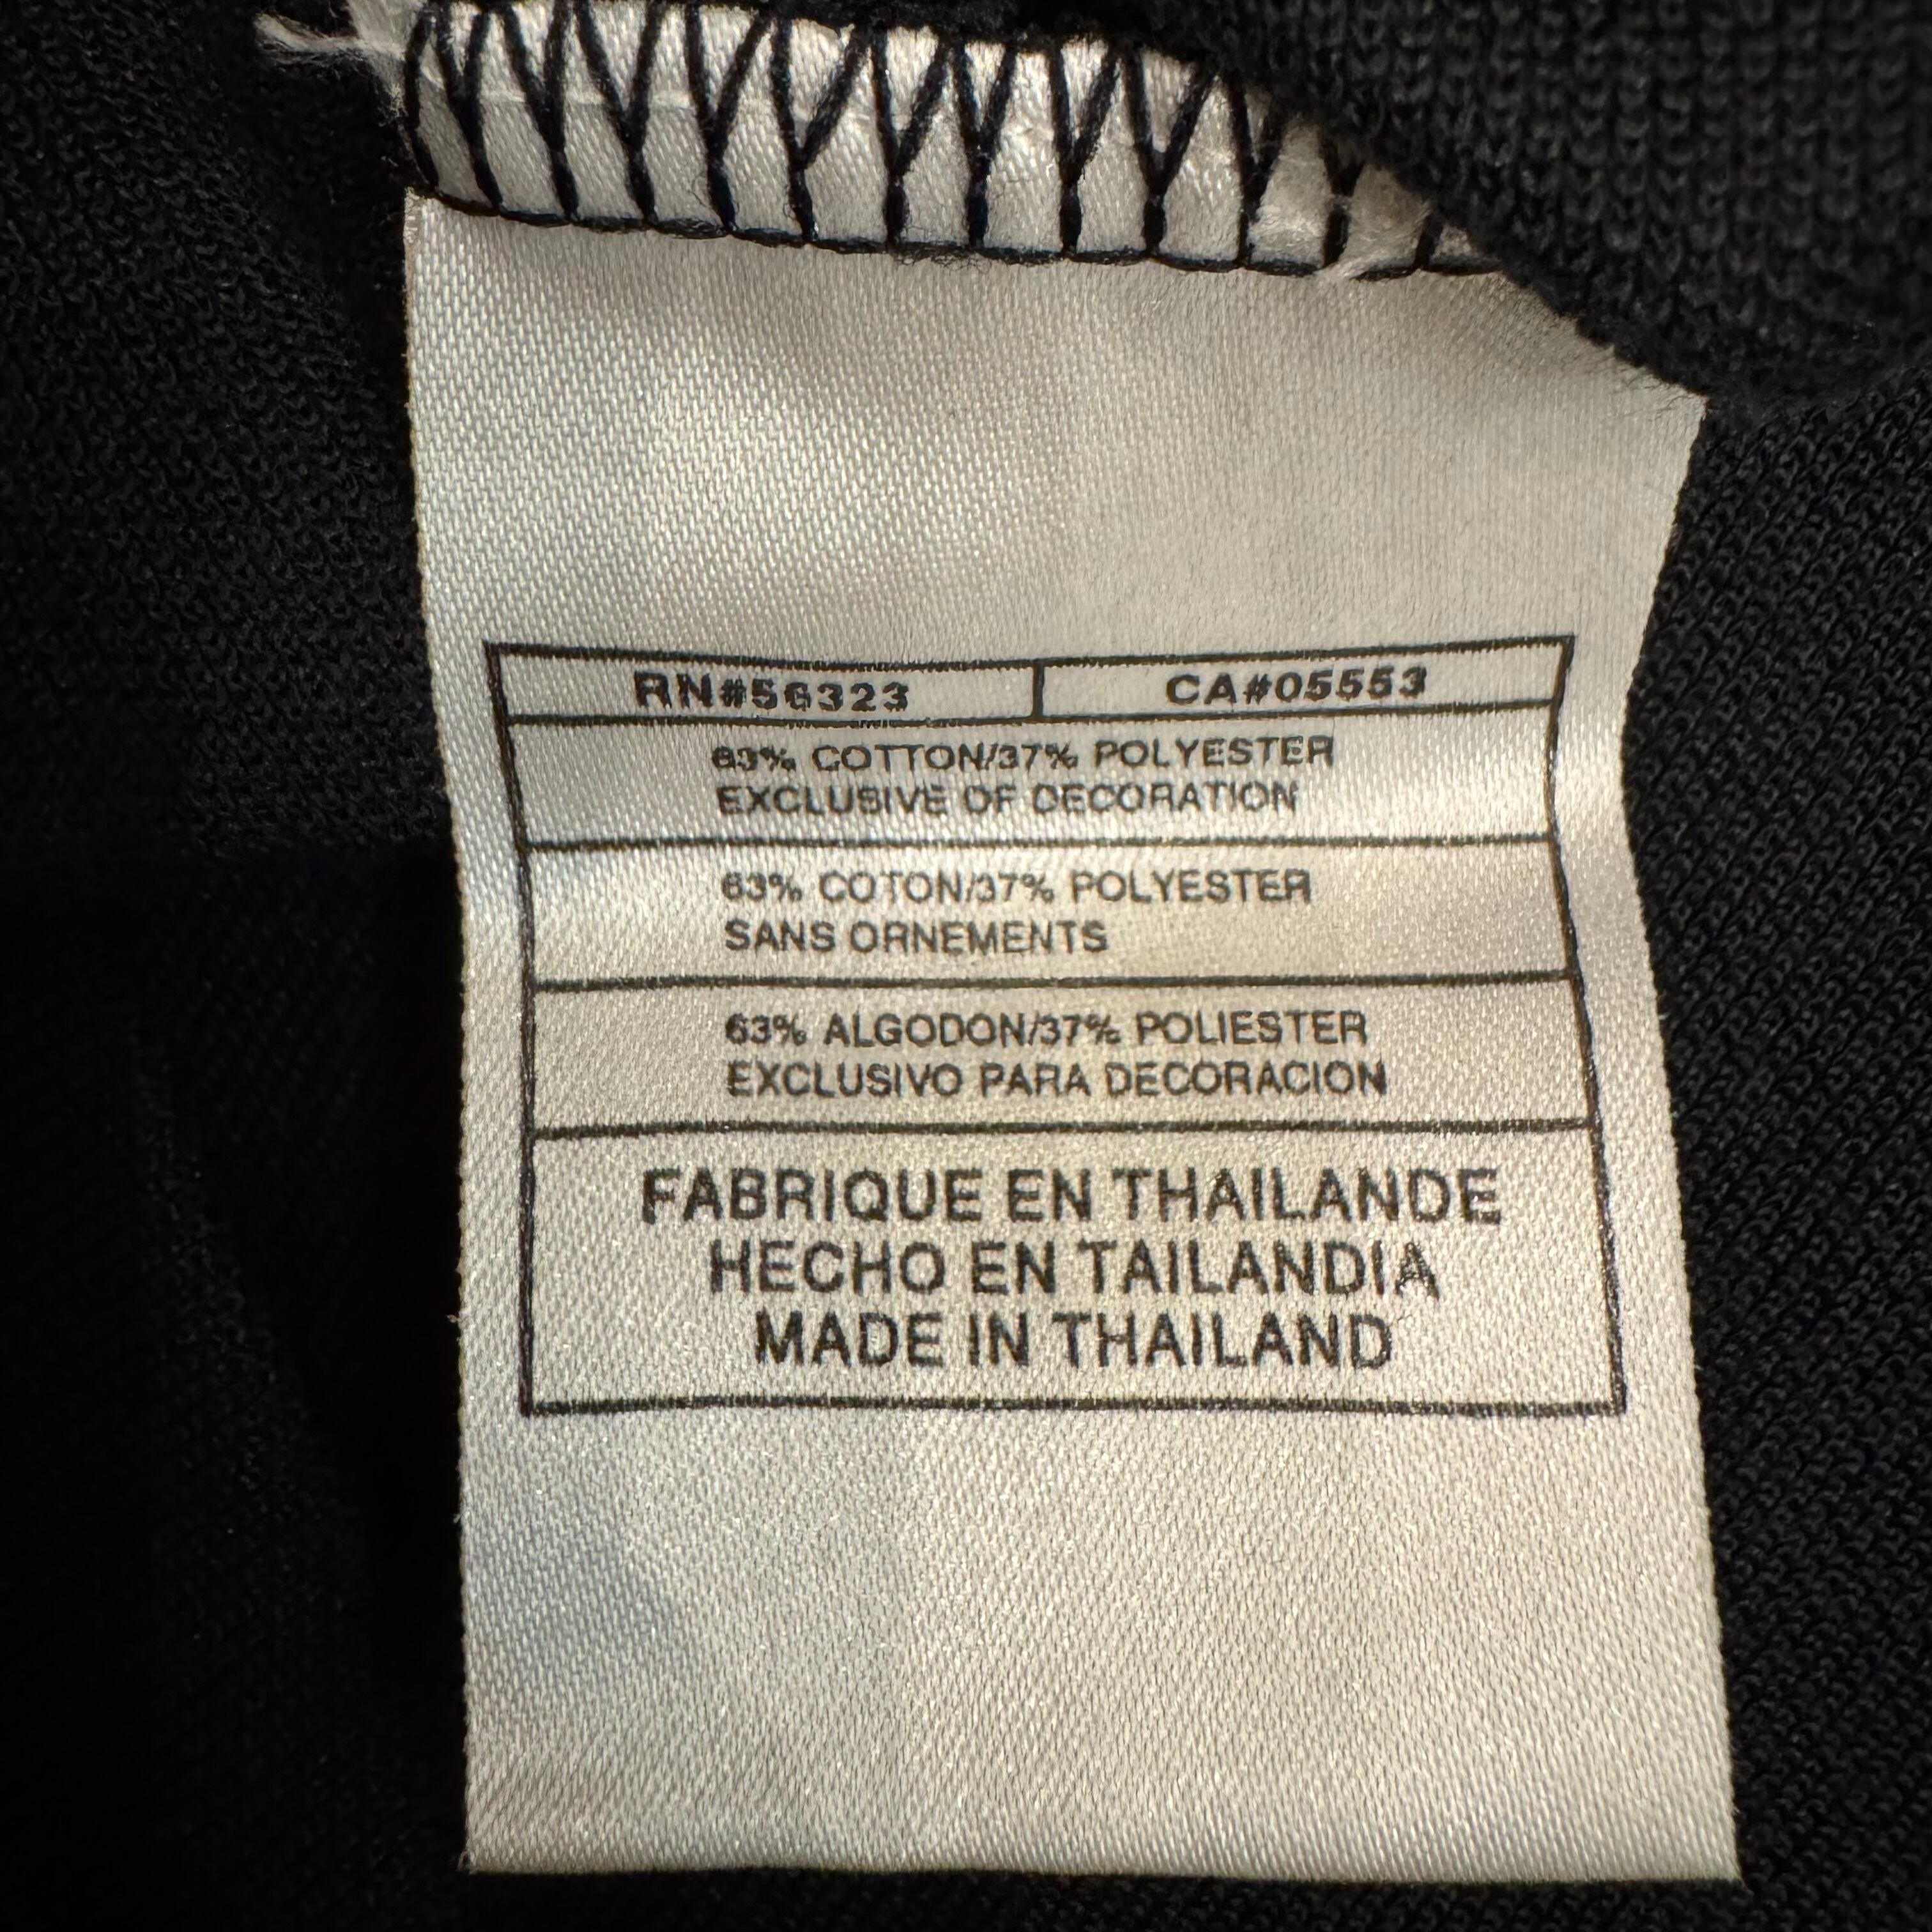 RN#56323 CA#05553
63% COTTON/37% POLYESTER
EXCLUSIVE OF DECORATION
63% COTON/37% POLYESTER
SANS ORNEMENTS
63% ALGODON/37% POLIESTER
EXCLUSIVO PARA DECORACION
FABRIQUE EN THAILANDE
HECHO EN TAILANDIA
MADE IN THAILAND